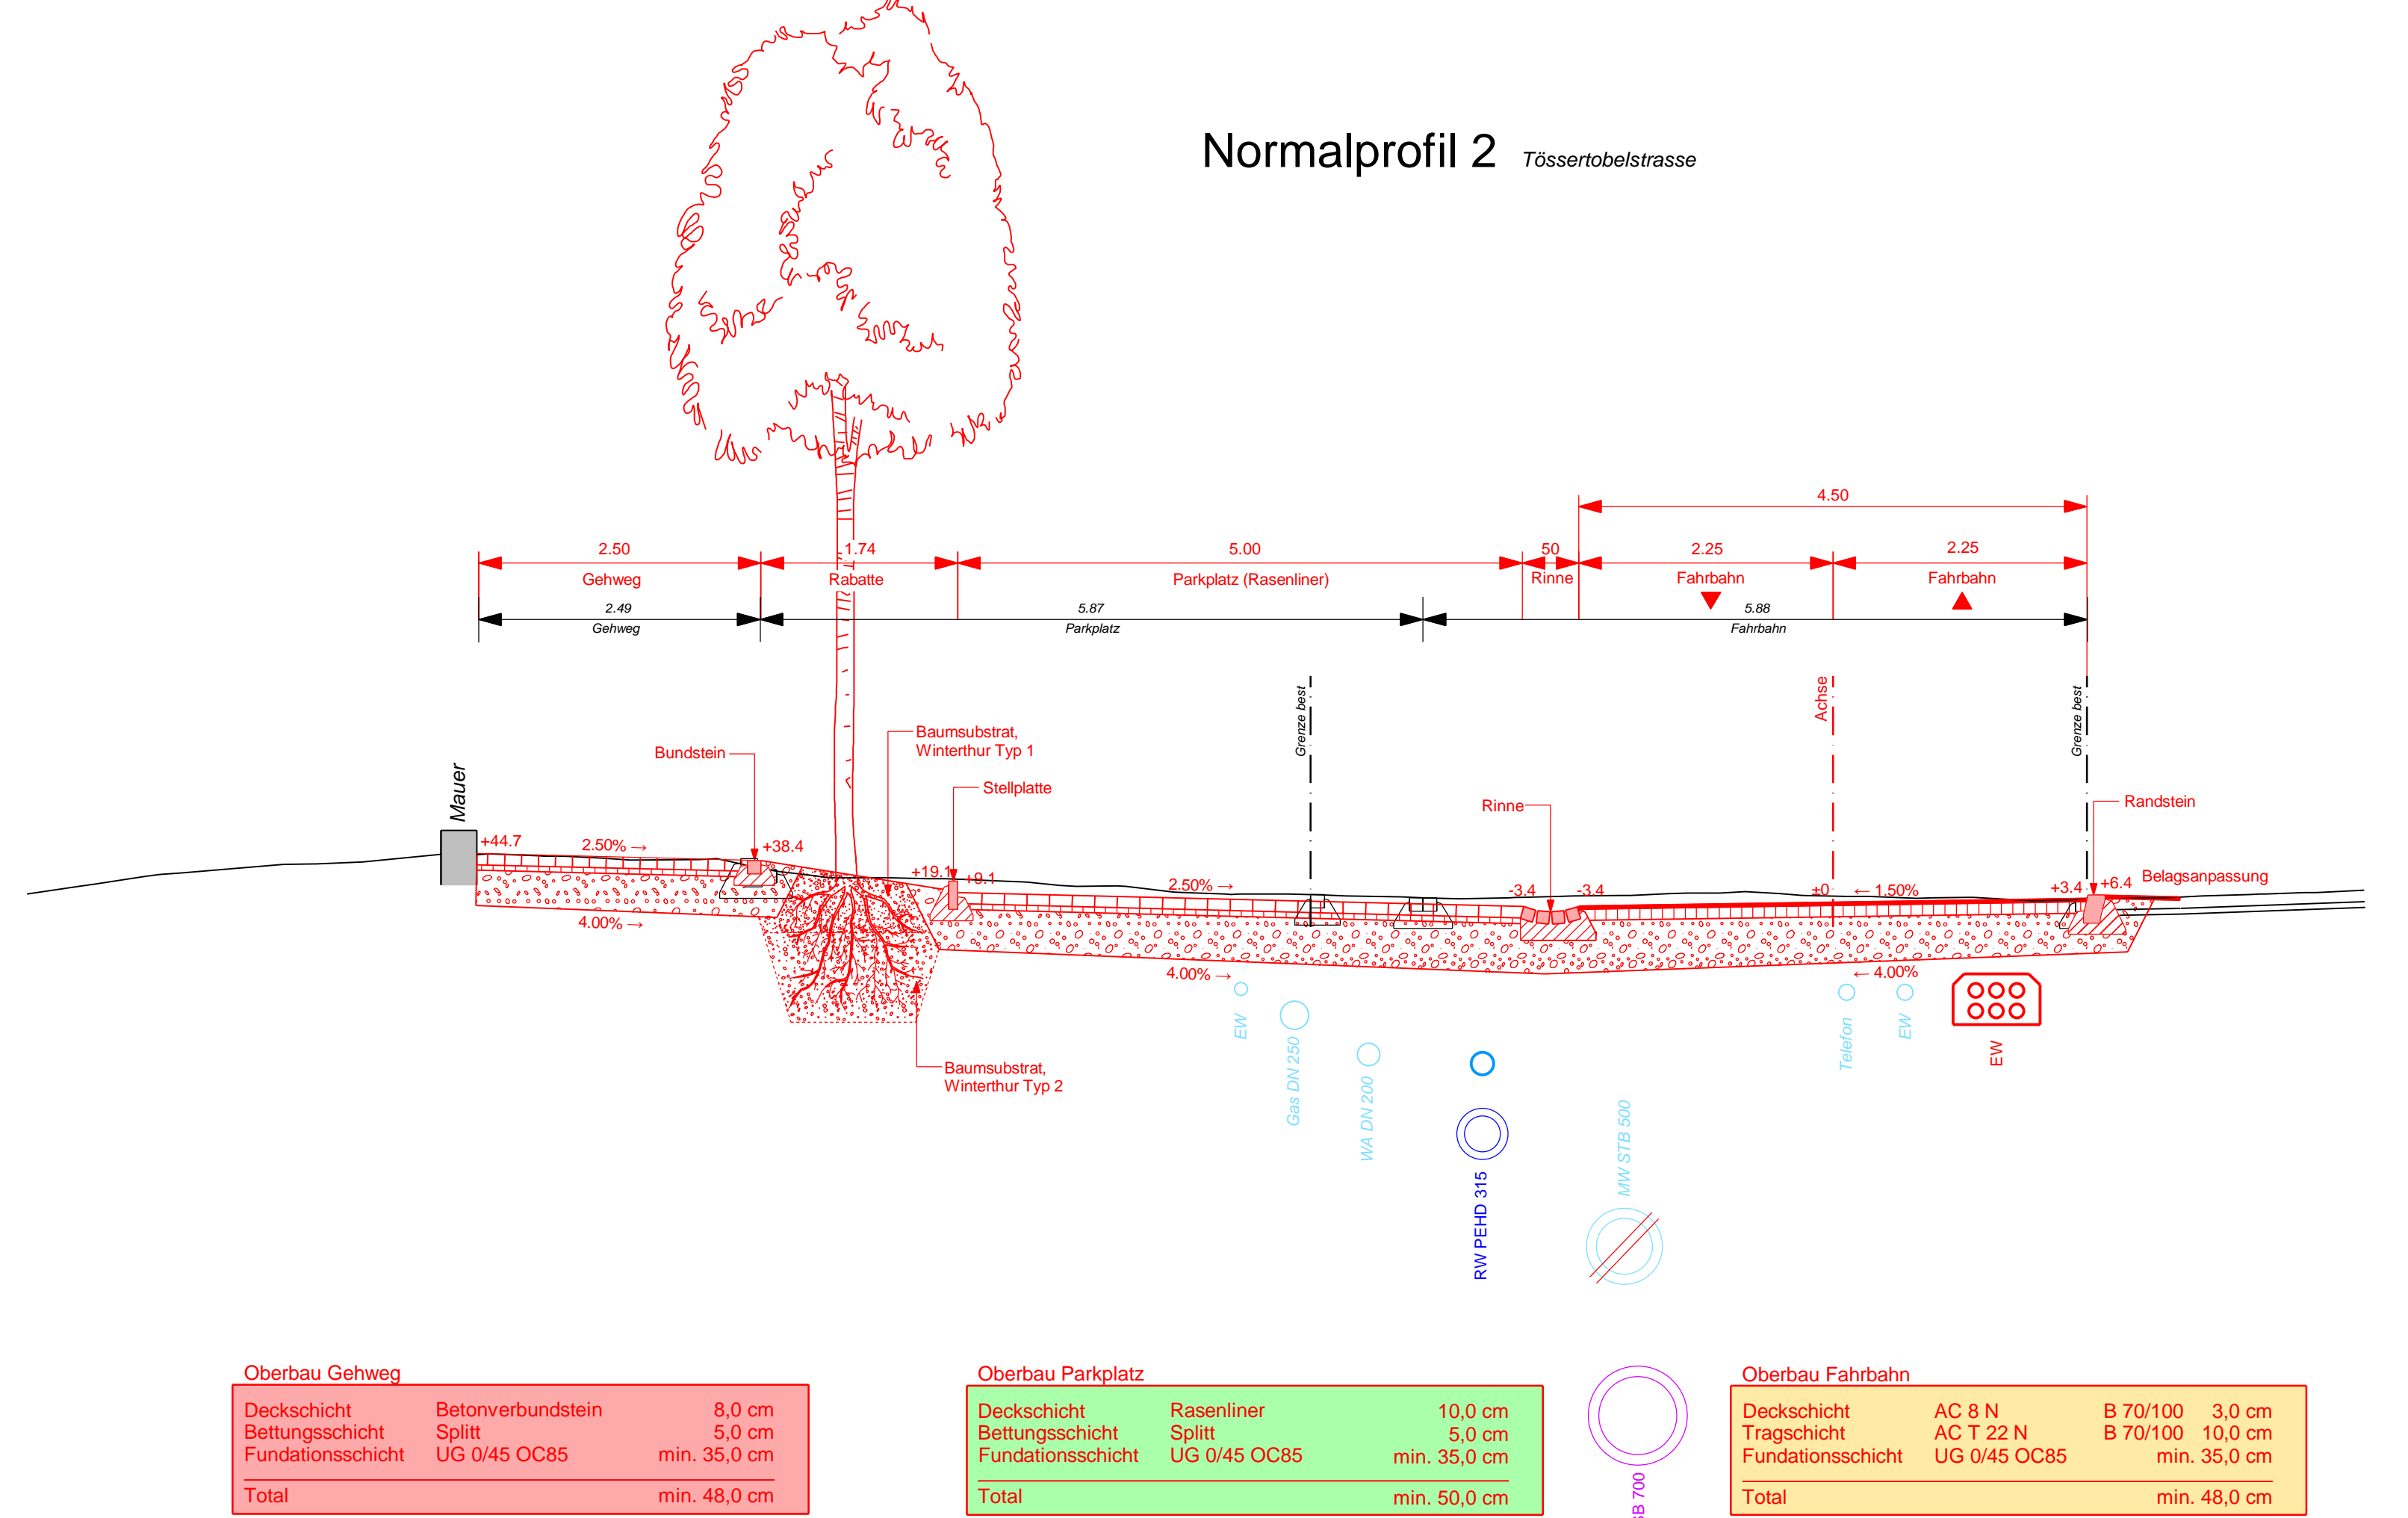 Normalprofil 2 Tössertobelstrasse
4.50
2.50
1.74
5.00
50
2.25
2.25
Gehweg
Rabatte
Parkplatz (Rasenliner)
Rinne
Fahrbahn
Fahrbahn
2.49
5.87
5.88
Gehweg
Parkplatz
Fahrbahn
Grenze best
Achse
Grenze best
Baumsubstrat,
Winterthur Typ 1
Bundstein
Stellplatte
Mauer
Rinne
Randstein
+44.7
2.50% →
+38.4
+19.1
+9.1
2.50% →
-3.4
-3.4
±0
← 1.50%
+3.4
+6.4
Belagsanpassung
4.00% →
4.00% →
← 4.00%
EW
Gas DN 250
WA DN 200
RW PEHD 315
MW STB 500
Telefon
EW
EW
Baumsubstrat,
Winterthur Typ 2
Oberbau Gehweg
Deckschicht Betonverbundstein 8,0 cm
Bettungsschicht Splitt 5,0 cm
Fundationsschicht UG 0/45 OC85 min. 35,0 cm
Total min. 48,0 cm
Oberbau Parkplatz
Deckschicht Rasenliner 10,0 cm
Bettungsschicht Splitt 5,0 cm
Fundationsschicht UG 0/45 OC85 min. 35,0 cm
Total min. 50,0 cm
700
Oberbau Fahrbahn
Deckschicht AC 8 N B 70/100 3,0 cm
Tragschicht AC T 22 N B 70/100 10,0 cm
Fundationsschicht UG 0/45 OC85 min. 35,0 cm
Total min. 48,0 cm